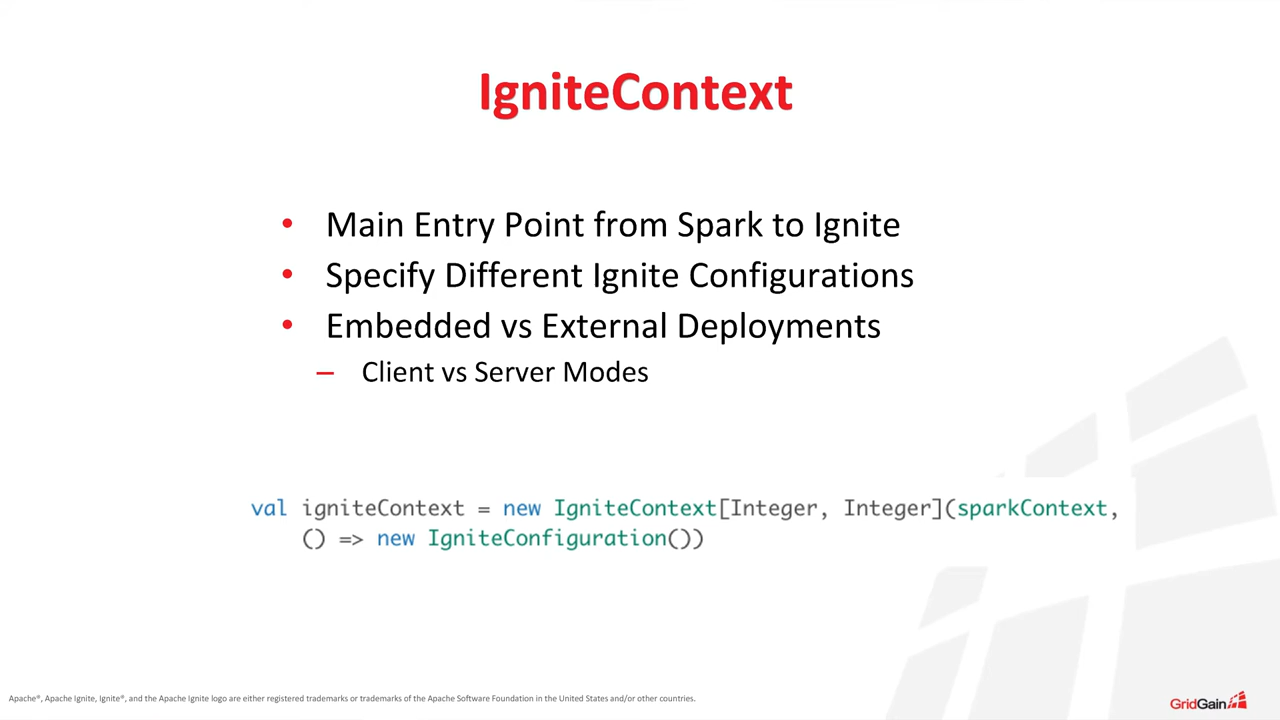 IgniteContext
• Main Entry Point from Spark to Ignite
• Specify Different Ignite Configurations
• Embedded vs External Deployments
– Client vs Server Modes
val igniteContext = new IgniteContext[Integer, Integer](sparkContext,
() => new IgniteConfiguration())
Apache®, Apache Ignite, Ignite®, and the Apache Ignite logo are either registered trademarks or trademarks of the Apache Software Foundation in the United States and/or other countries.
GridGain